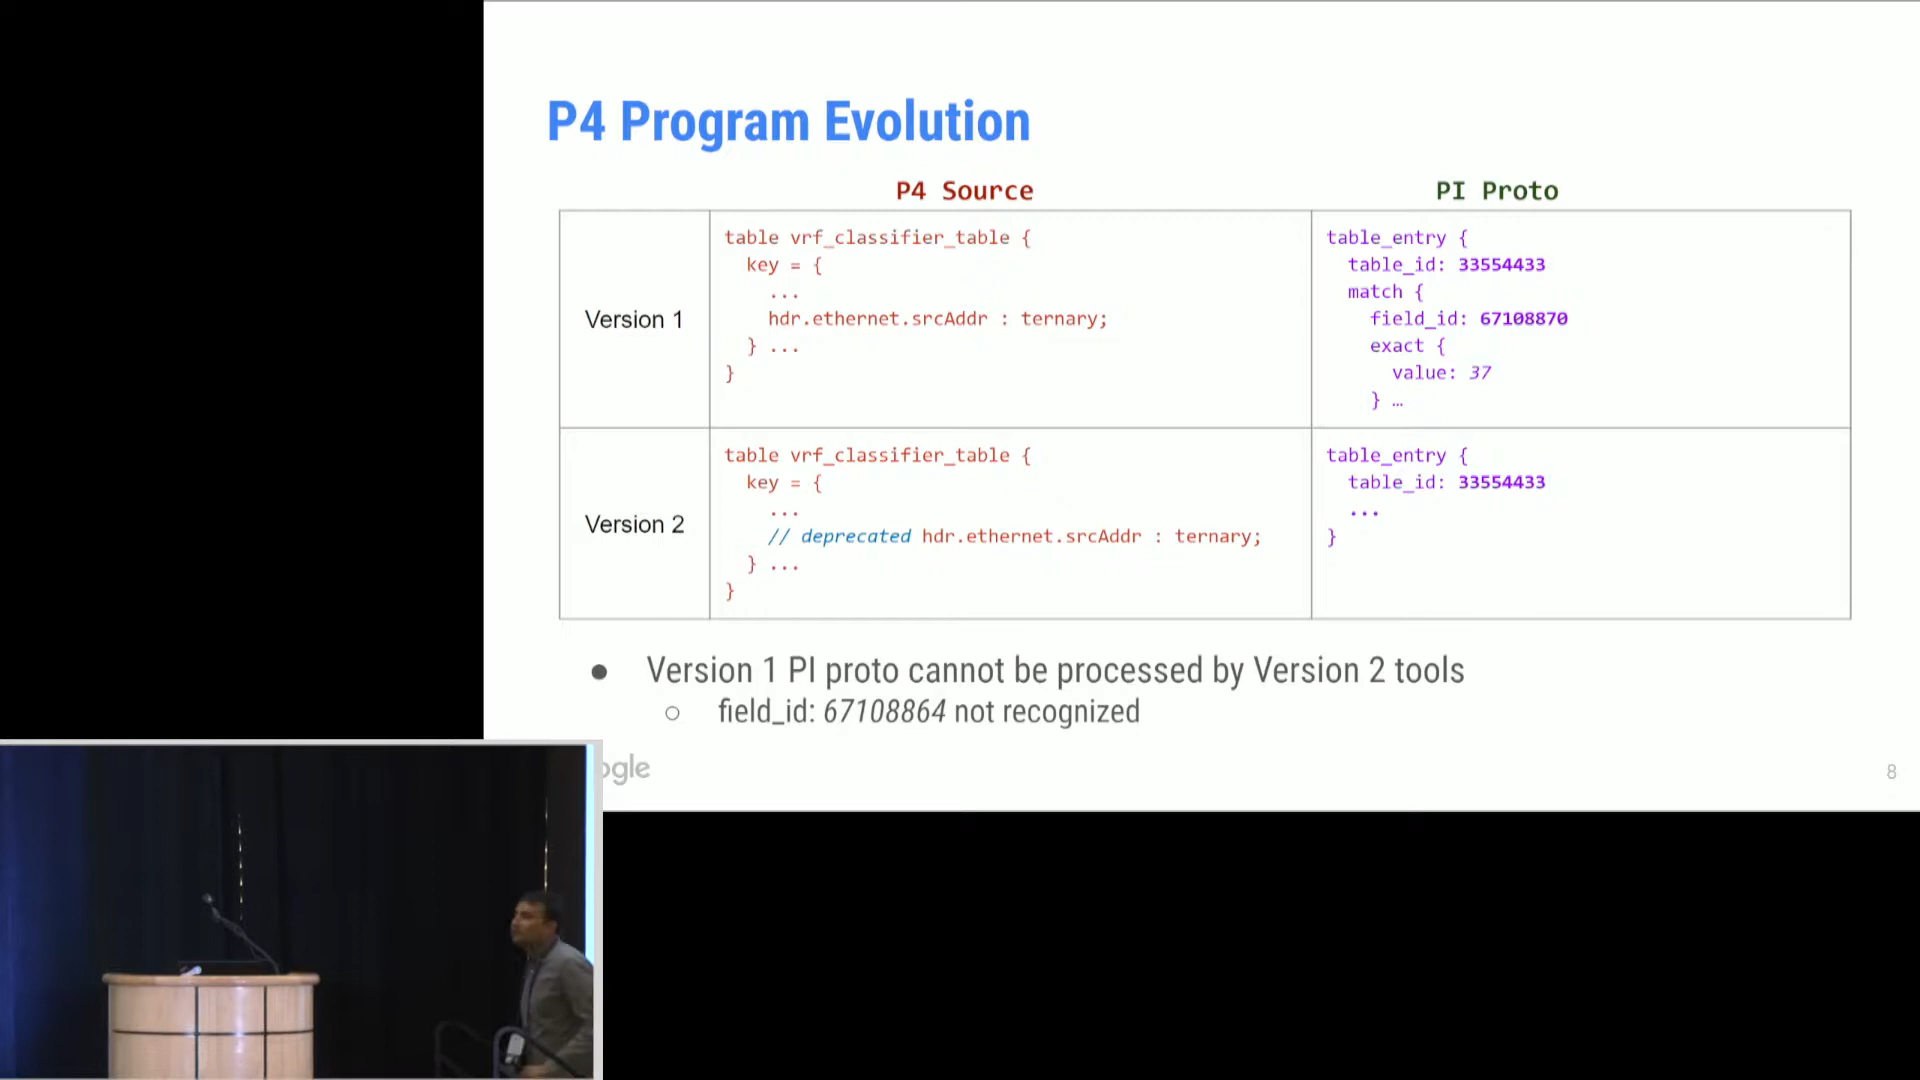 P4 Program Evolution
P4 Source
PI Proto
Version 1
table vrf_classifier_table {
key = {
...
hdr.ethernet.srcAddr : ternary;
} ...
}
table_entry {
table_id: 33554433
match {
field_id: 67108870
exact {
value: 37
} …
Version 2
table vrf_classifier_table {
key = {
...
// deprecated hdr.ethernet.srcAddr : ternary;
} ...
}
table_entry {
table_id: 33554433
...
}
● Version 1 PI proto cannot be processed by Version 2 tools
○ field_id: 67108864 not recognized
ogle
8